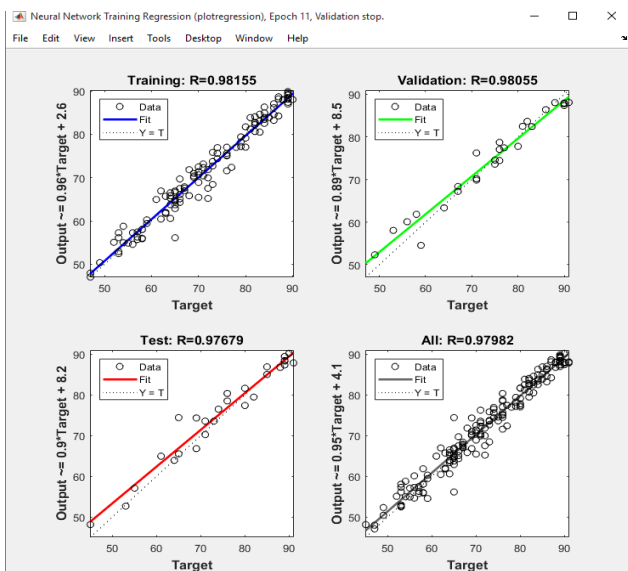 Neural Network Training Regression (plotregression), Epoch 11, Validation stop.
File Edit View Insert Tools Desktop Window Help
Training: R=0.98155
Output ~= 0.96*Target + 2.6
Data
Fit
Y = T
90
80
70
60
50
50 60 70 80 90
Target
Validation: R=0.98055
Output ~= 0.89*Target + 8.5
Data
Fit
Y = T
90
80
70
60
50
50 60 70 80 90
Target
Test: R=0.97679
Output ~= 0.9*Target + 8.2
Data
Fit
Y = T
90
80
70
60
50
50 60 70 80 90
Target
All: R=0.97982
Output ~= 0.95*Target + 4.1
Data
Fit
Y = T
90
80
70
60
50
50 60 70 80 90
Target